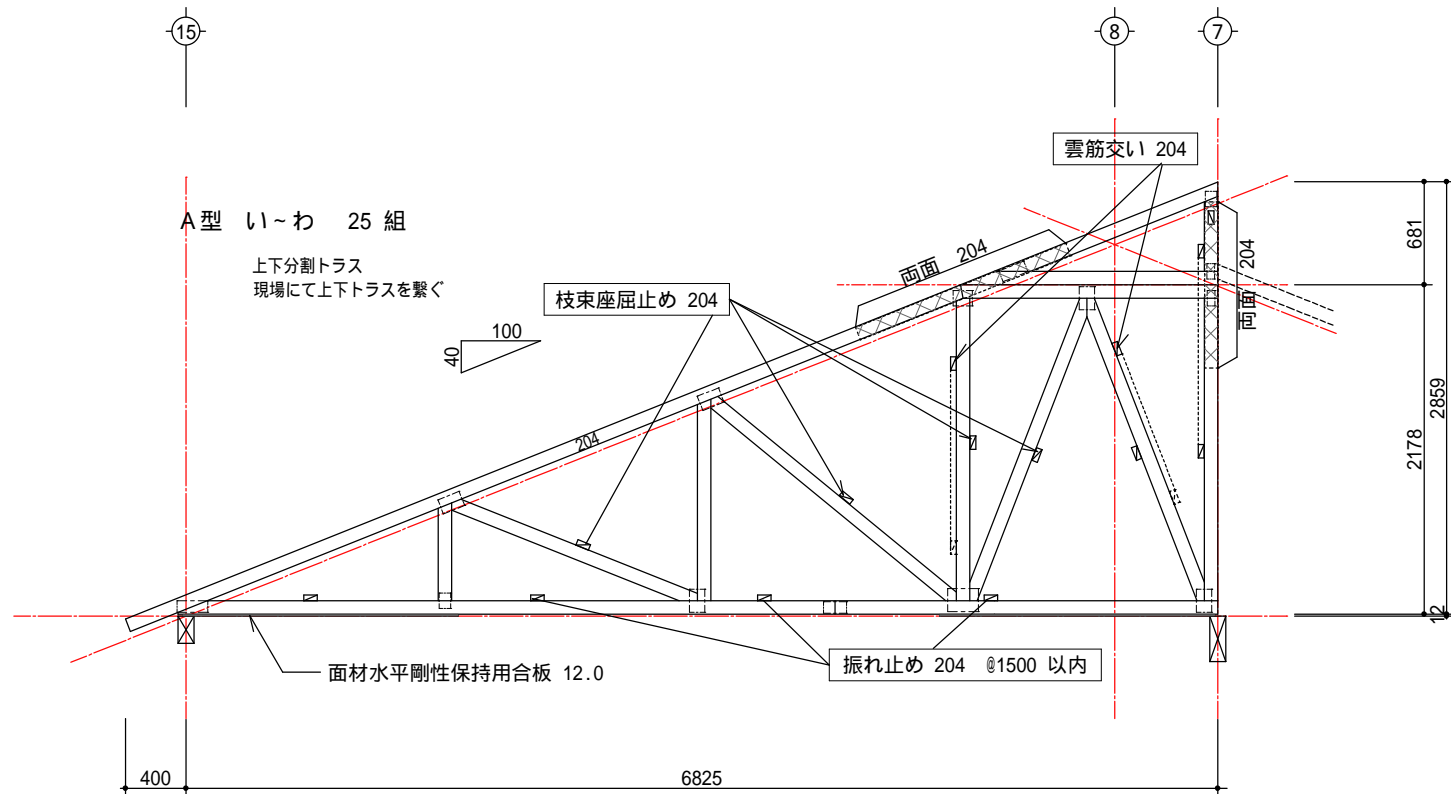 15
8
7
雲筋交い 204
A型 い~わ 25 組
上下分割トラス
現場にて上下トラスを繋ぐ
両面 204
両面 204
枝束座屈止め 204
100
40
204
681
2178
2859
12
面材水平剛性保持用合板 12.0
振れ止め 204 @1500 以内
400
6825